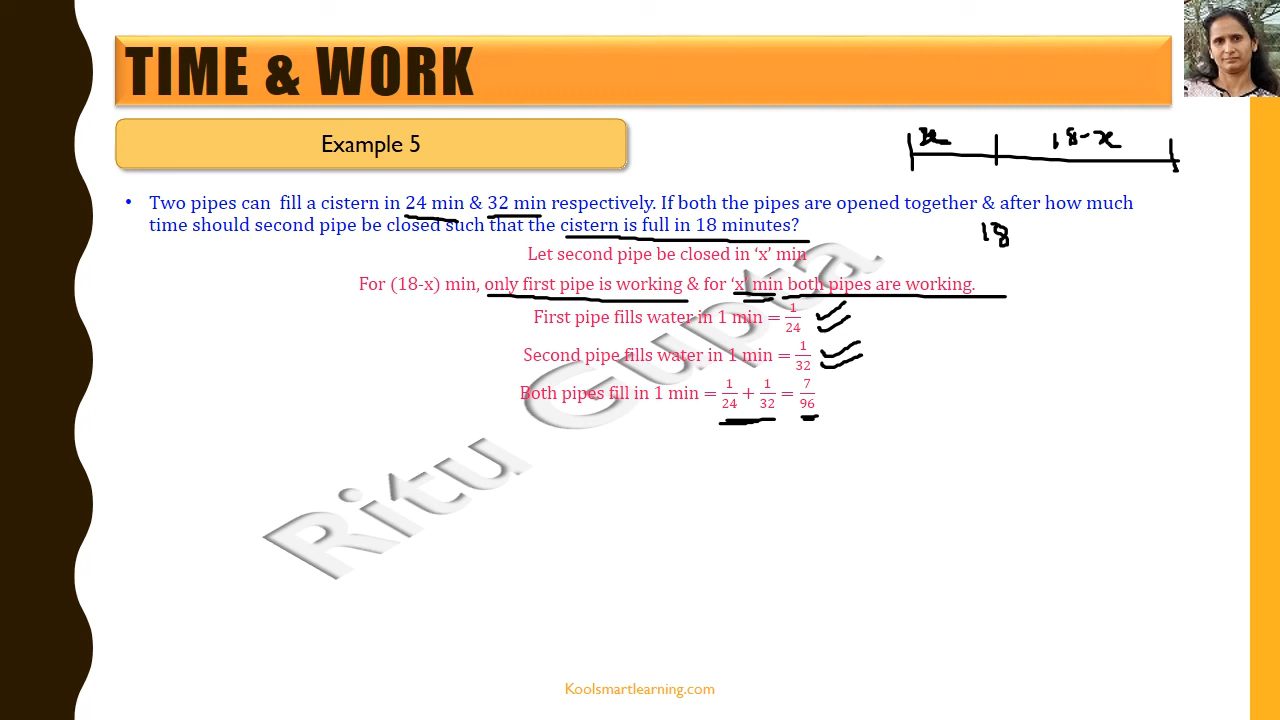 TIME & WORK
Example 5
x 18-x
• Two pipes can fill a cistern in 24 min & 32 min respectively. If both the pipes are opened together & after how much
time should second pipe be closed such that the cistern is full in 18 minutes?
18
Let second pipe be closed in ‘x’ min
For (18-x) min, only first pipe is working & for ‘x’ min both pipes are working.
First pipe fills water in 1 min = 1/24
Second pipe fills water in 1 min = 1/32
Both pipes fill in 1 min = 1/24 + 1/32 = 7/96
Ritu Gupta
Koolsmartlearning.com